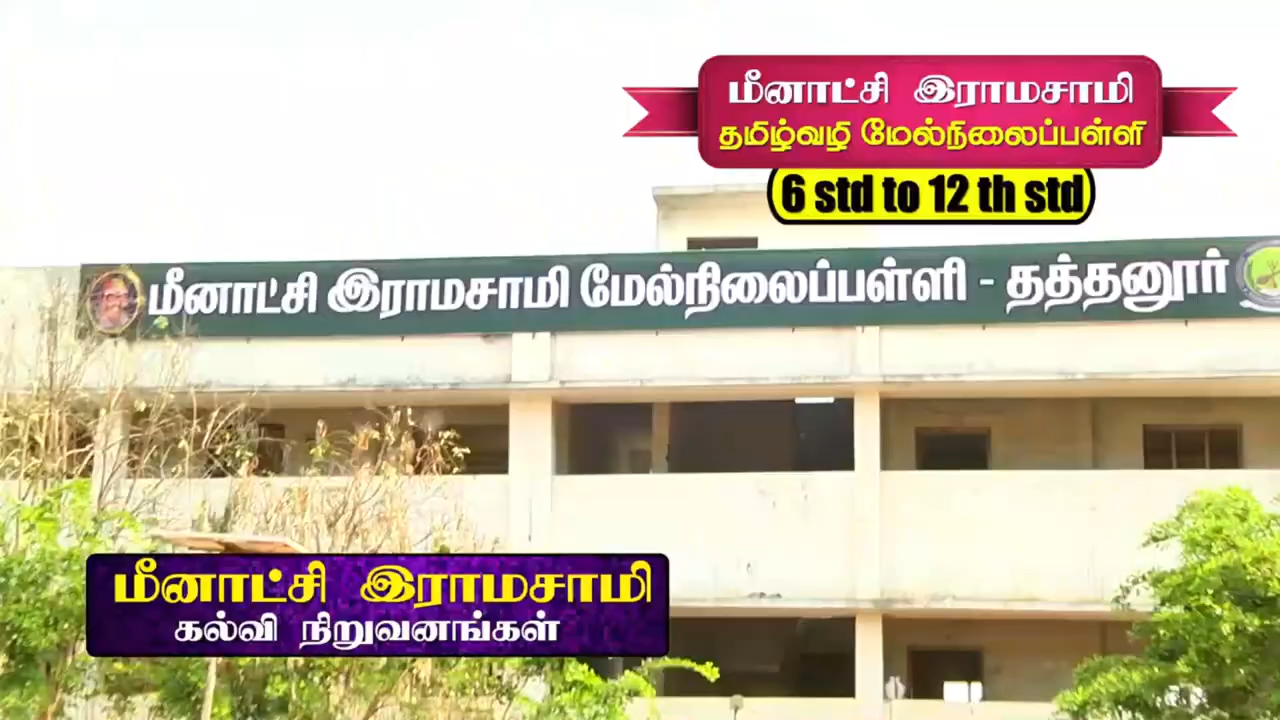 மீனாட்சி இராமசாமி
தமிழ்வழி மேல்நிலைப்பள்ளி
6 std to 12 th std
மீனாட்சி இராமசாமி மேல்நிலைப்பள்ளி - தத்தனூர்
மீனாட்சி இராமசாமி
கல்வி நிறுவனங்கள்